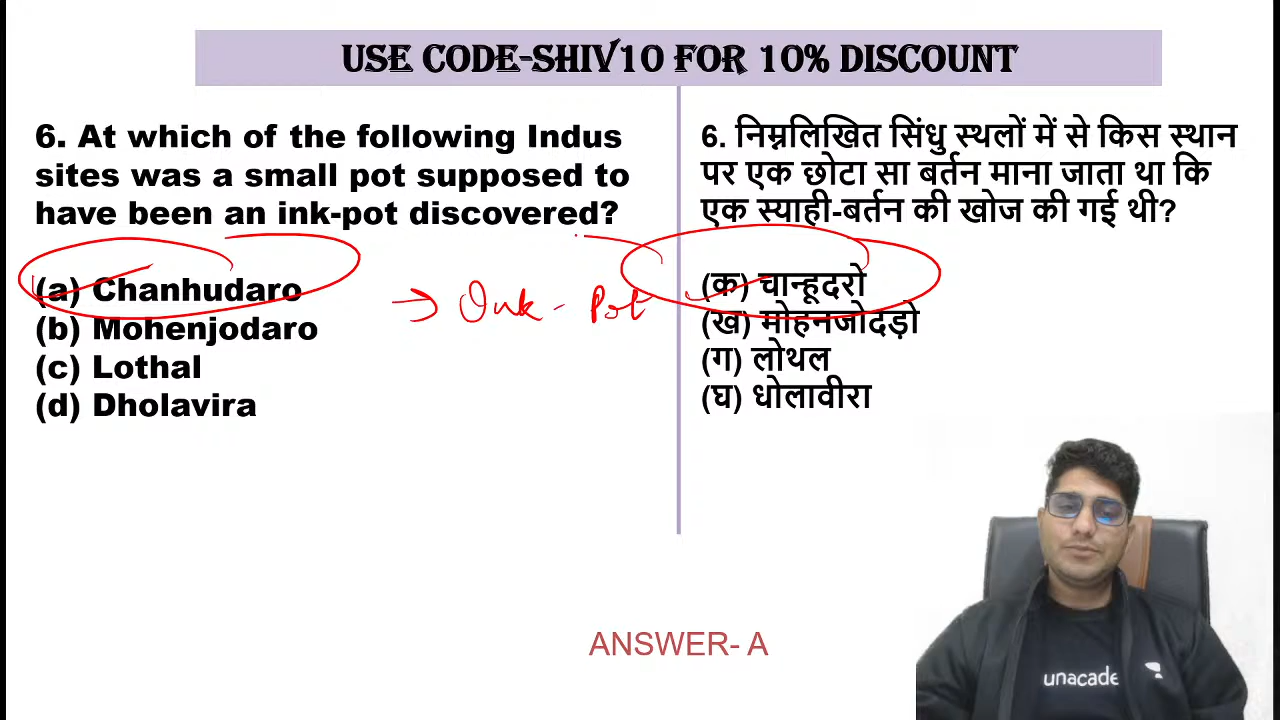 USE CODE-SHIV10 FOR 10% DISCOUNT
6. At which of the following Indus
sites was a small pot supposed to
have been an ink-pot discovered?
(a) Chanhudaro
(b) Mohenjodaro
(c) Lothal
(d) Dholavira
→ Ink - Pot
6. निम्नलिखित सिंधु स्थलों में से किस स्थान
पर एक छोटा सा बर्तन माना जाता था कि
एक स्याही-बर्तन की खोज की गई थी?
(क) चान्हूदरो
(ख) मोहनजोदड़ो
(ग) लोथल
(घ) धोलावीरा
ANSWER- A
unacade